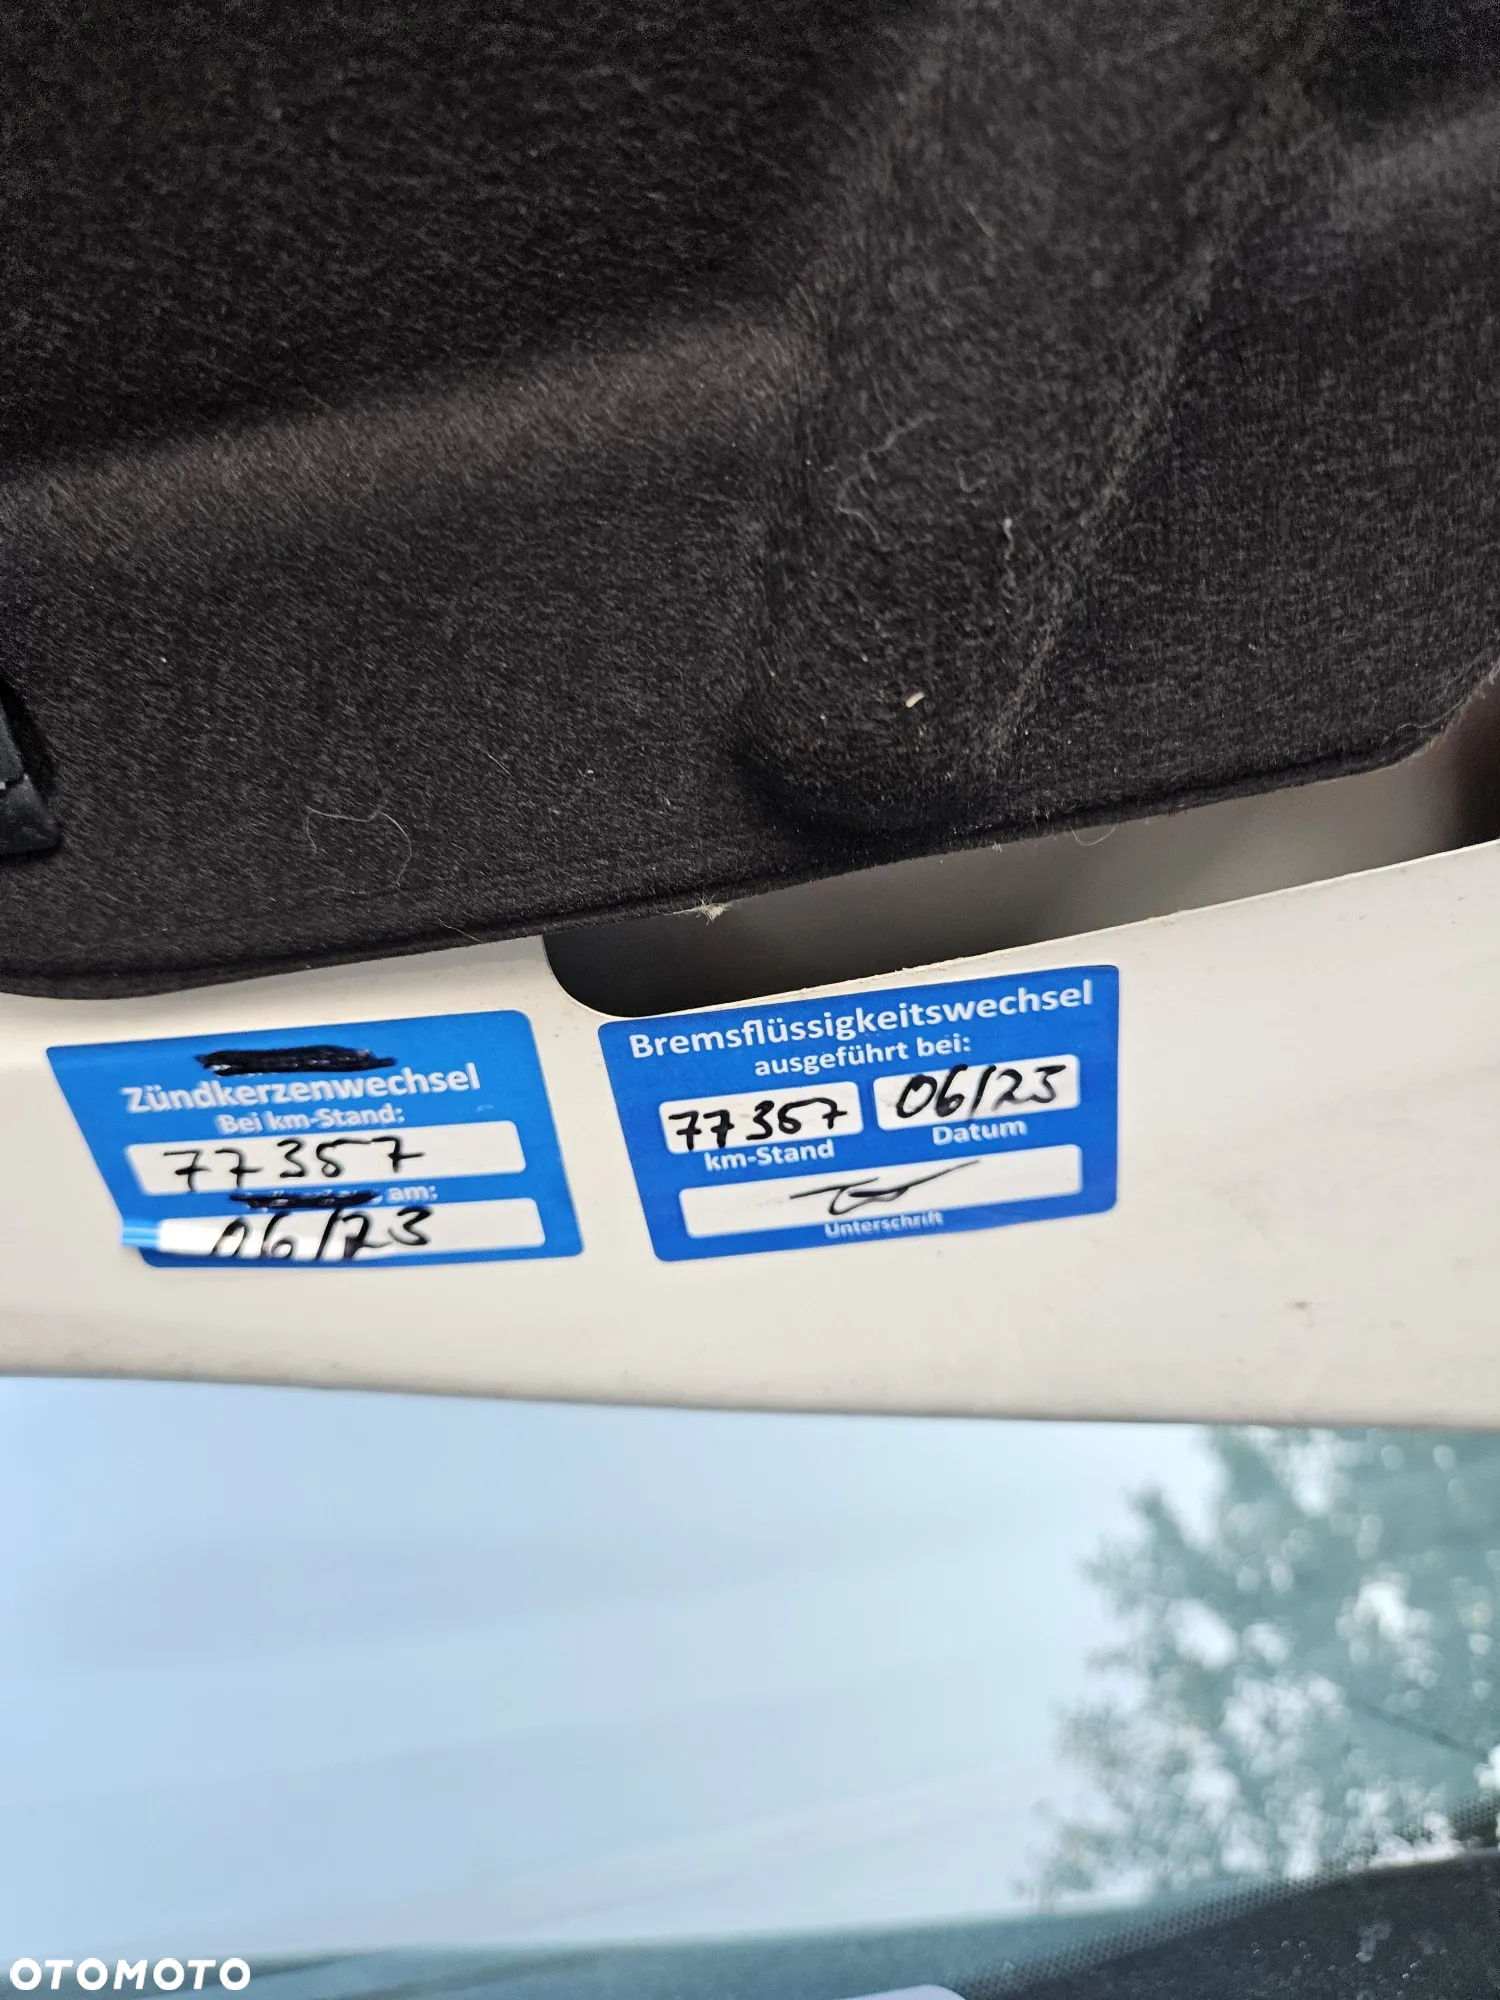 Zündkerzenwechsel
Bei km-Stand:
77357
am:
06/23
Bremsflüssigkeitswechsel
ausgeführt bei:
77357 06/23
km-Stand Datum
Unterschrift
OTOMOTO